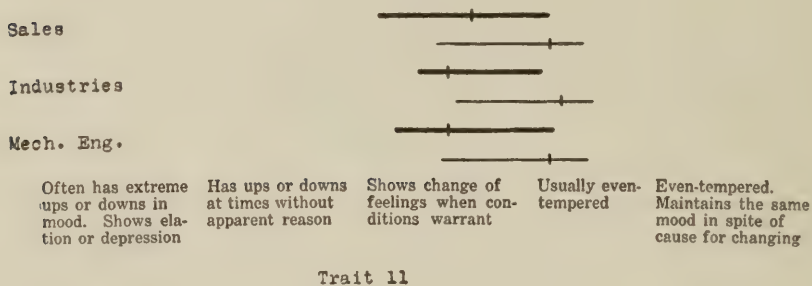 Sales
Industries
Mech. Eng.
Often has extreme
ups or downs in
mood. Shows ela-
tion or depression
Has ups or downs
at times without
apparent reason
Shows change of
feelings when con-
ditions warrant
Usually even-
tempered
Even-tempered.
Maintains the same
mood in spite of
cause for changing
Trait 11